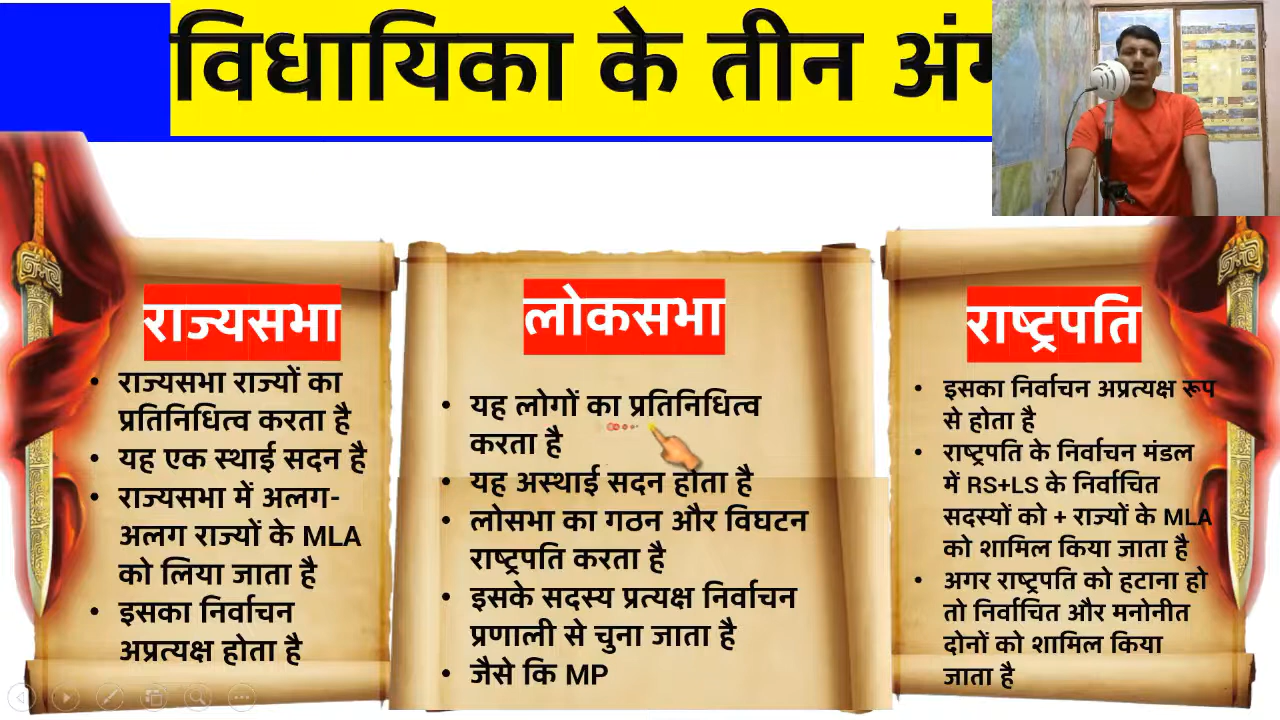 विधायिका के तीन अंग
राज्यसभा
राज्यसभा राज्यों का
प्रतिनिधित्व करता है
यह एक स्थाई सदन है
राज्यसभा में अलग-
अलग राज्यों के MLA
को लिया जाता है
इसका निर्वाचन
अप्रत्यक्ष होता है
लोकसभा
यह लोगों का प्रतिनिधित्व
करता है
यह अस्थाई सदन होता है
लोसभा का गठन और विघटन
राष्ट्रपति करता है
इसके सदस्य प्रत्यक्ष निर्वाचन
प्रणाली से चुना जाता है
जैसे कि MP
राष्ट्रपति
इसका निर्वाचन अप्रत्यक्ष रूप
से होता है
राष्ट्रपति के निर्वाचन मंडल
में RS+LS के निर्वाचित
सदस्यों को + राज्यों के MLA
को शामिल किया जाता है
अगर राष्ट्रपति को हटाना हो
तो निर्वाचित और मनोनीत
दोनों को शामिल किया
जाता है